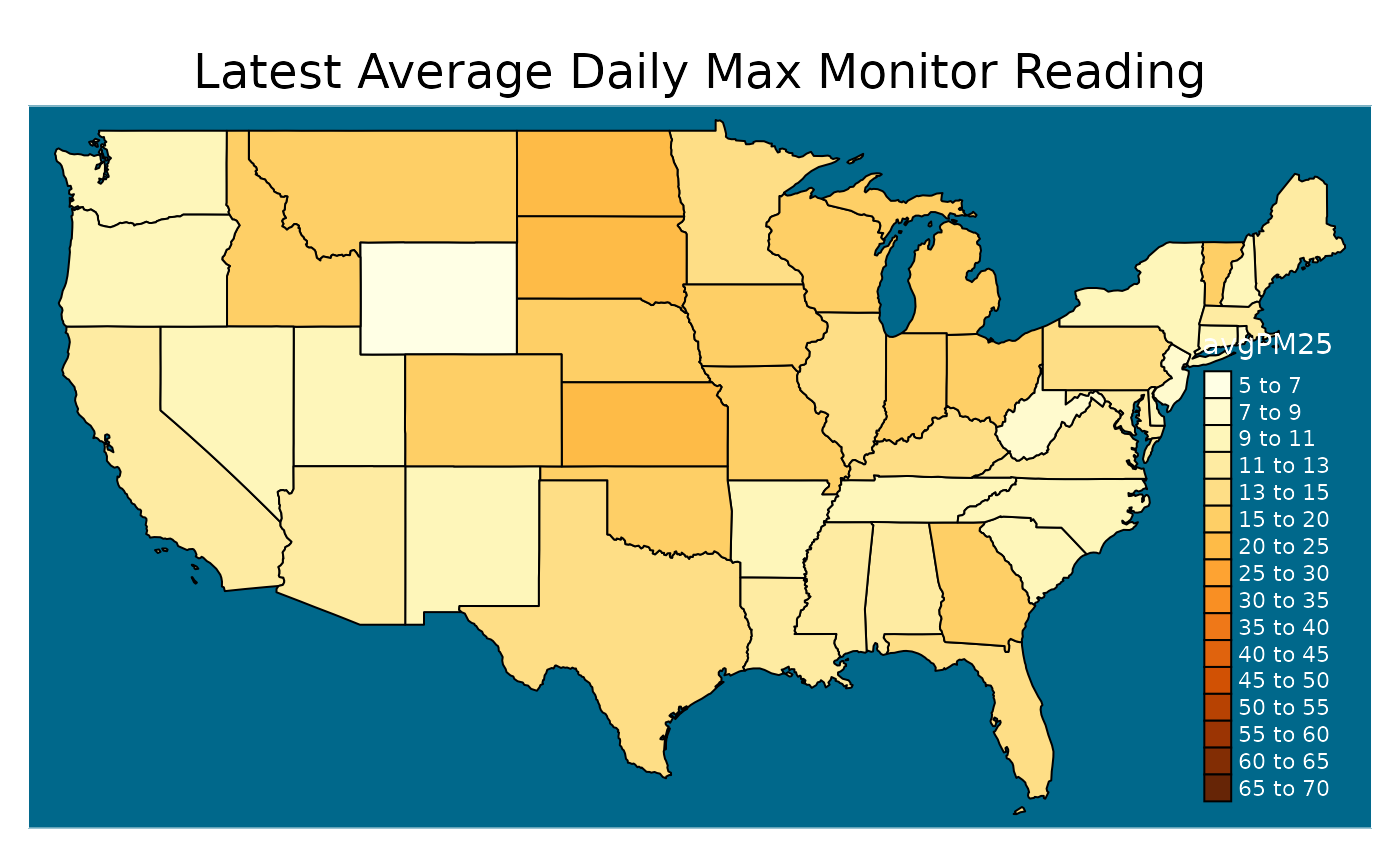 Latest Average Daily Max Monitor Reading
avgPM25
5 to 7
7 to 9
9 to 11
11 to 13
13 to 15
15 to 20
20 to 25
25 to 30
30 to 35
35 to 40
40 to 45
45 to 50
50 to 55
55 to 60
60 to 65
65 to 70